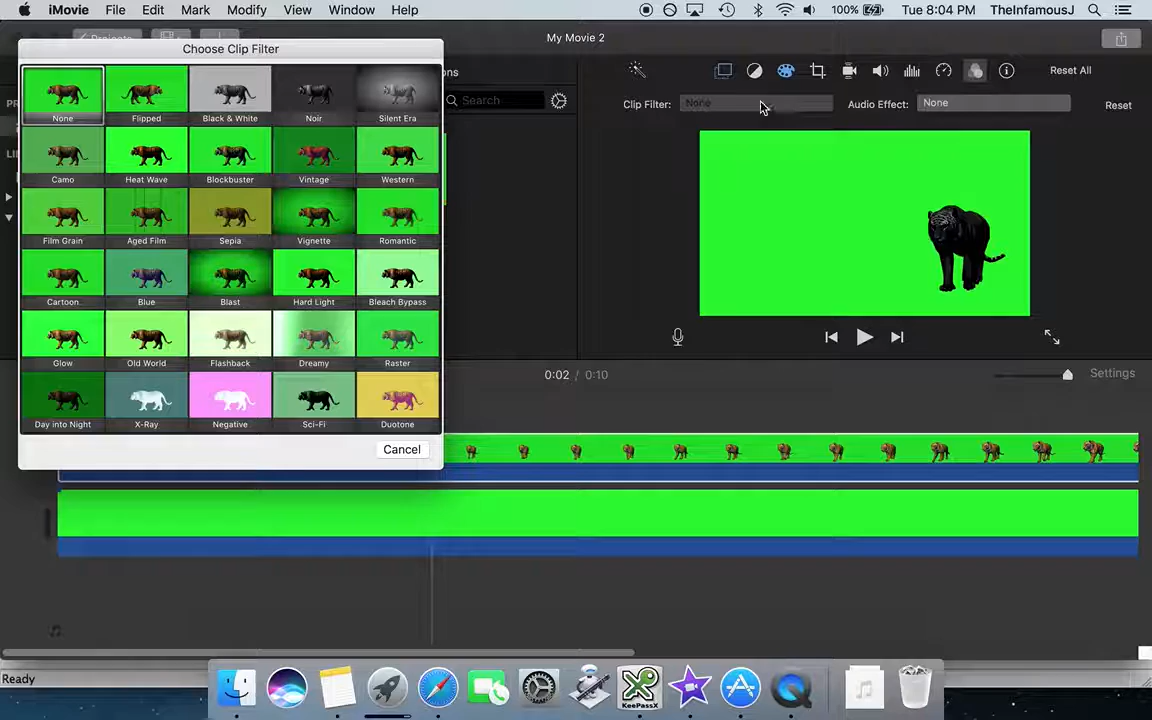 iMovie File Edit Mark Modify View Window Help 100% Tue 8:04 PM TheInfamousJ
My Movie 2
Choose Clip Filter
Search
Reset All
Clip Filter: None Audio Effect: None Reset
None Flipped Black & White Noir Silent Era
Camo Heat Wave Blockbuster Vintage Western
Film Grain Aged Film Sepia Vignette Romantic
Cartoon Blue Blast Hard Light Bleach Bypass
Glow Old World Flashback Dreamy Raster
Day into Night X-Ray Negative Sci-Fi Duotone
0:02 / 0:10 Settings
Cancel
Ready
KeePassX